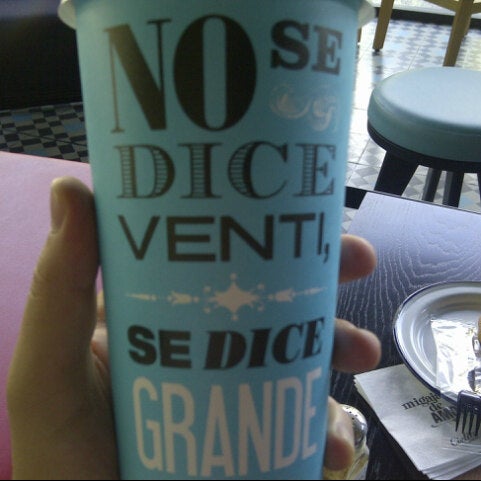 NO SE
DICE
VENTI,
SE DICE
GRANDE